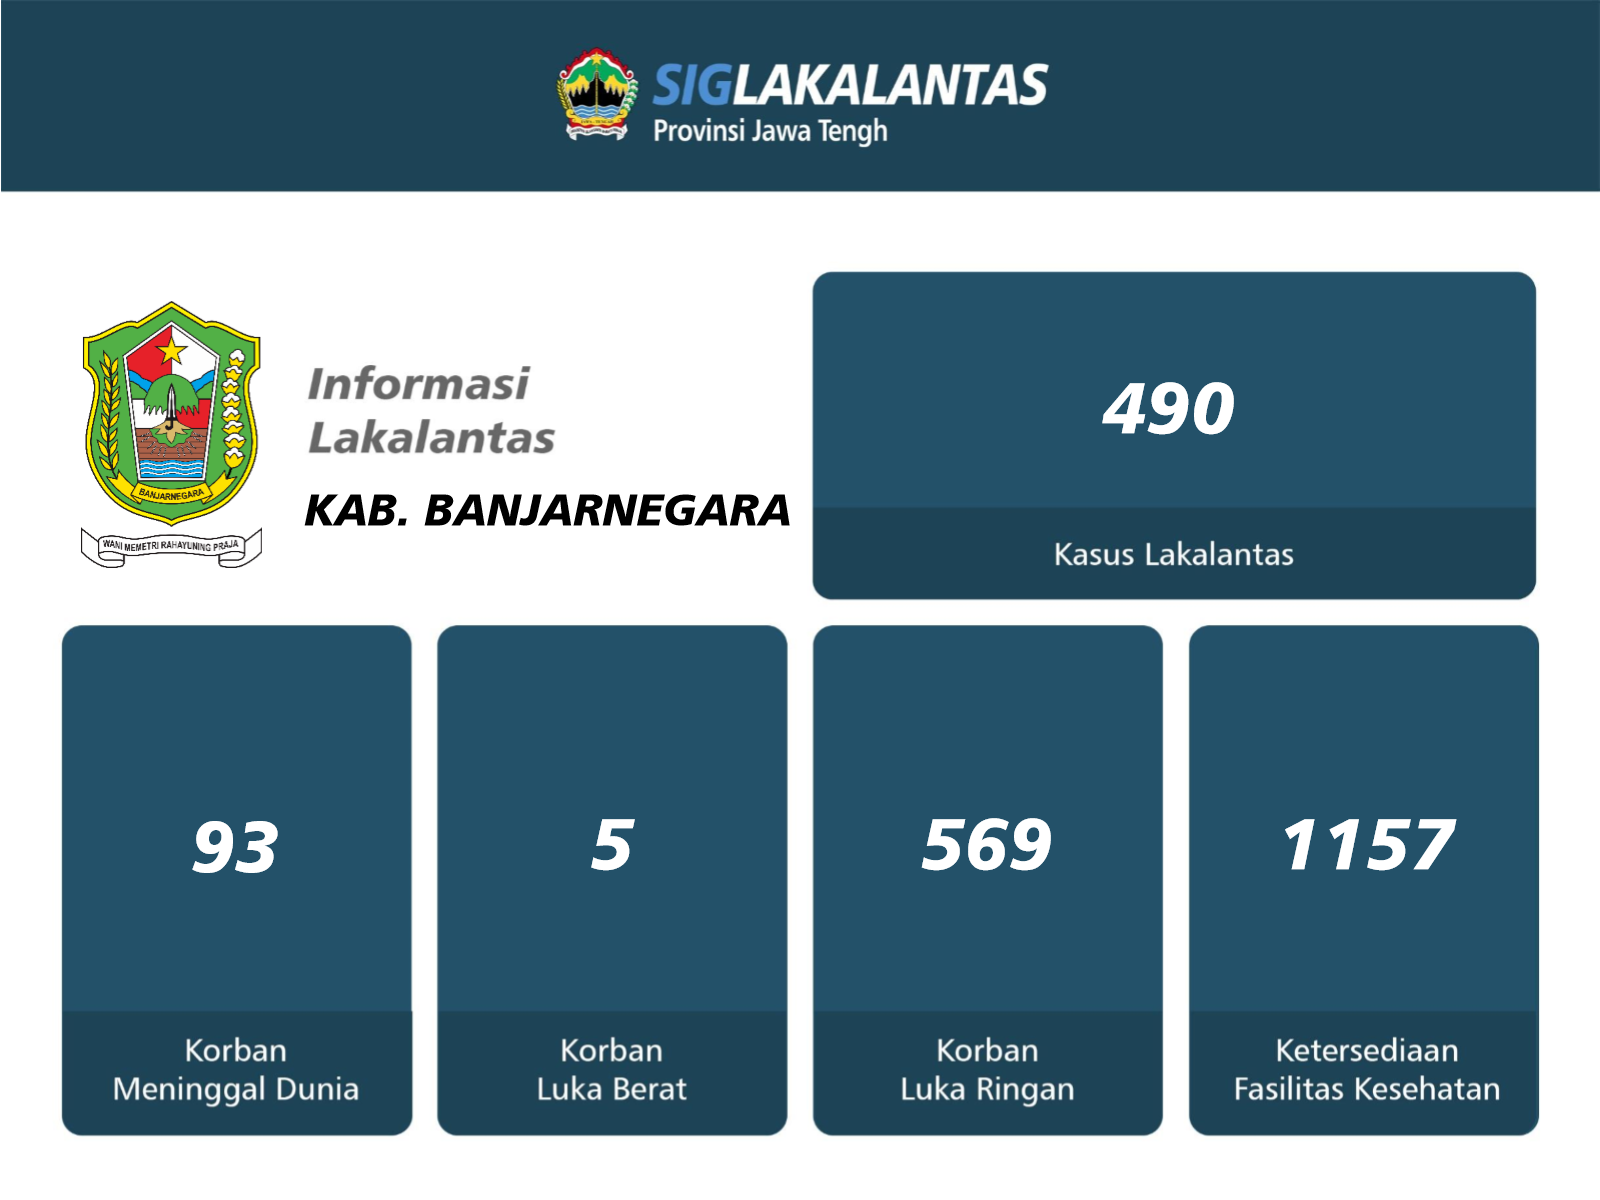 SIGLAKALANTAS
Provinsi Jawa Tengh
Informasi
Lakalantas
KAB. BANJARNEGARA
BANJARNEGARA
WANI MEMETRI RAHAYUNING PRAJA
490
Kasus Lakalantas
93
Korban
Meninggal Dunia
5
Korban
Luka Berat
569
Korban
Luka Ringan
1157
Ketersediaan
Fasilitas Kesehatan